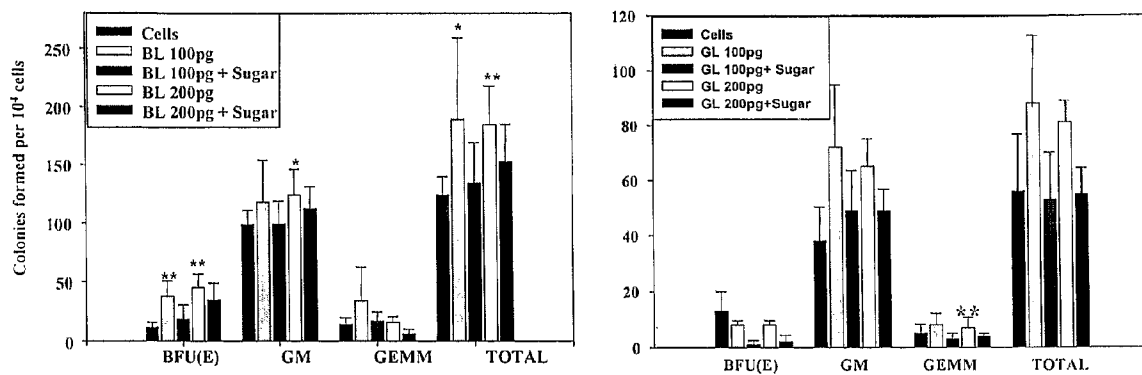 Colonies formed per 10⁴ cells
250
200
150
100
50
0
Cells
BL 100pg
BL 100pg + Sugar
BL 200pg
BL 200pg + Sugar
**
**
*
*
**
BFU(E)
GM
GEMM
TOTAL
120
100
80
60
40
20
0
Cells
GL 100pg
GL 100pg+ Sugar
GL 200pg
GL 200pg+Sugar
**
BFU(E)
GM
GEMM
TOTAL